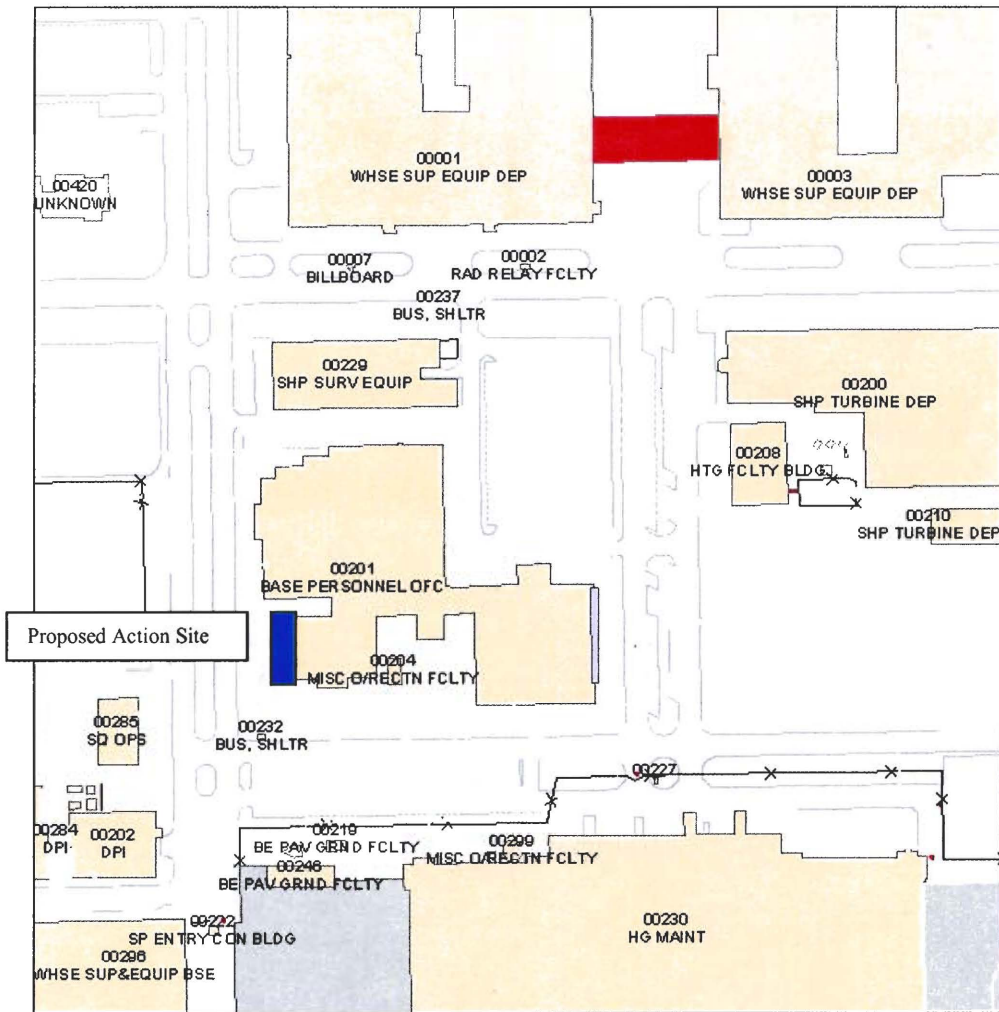 00001
WHSE SUP EQUIP DEP
00003
WHSE SUP EQUIP DEP
00420
UNKNOWN
00007
BILLBOARD
00002
RAD RELAY FCLTY
00237
BUS, SHLTR
00229
SHP SURV EQUIP
00200
SHP TURBINE DEP
00208
HTG FCLTY BLDG
00210
SHP TURBINE DEP
00201
BASE PERSONNEL OFC
Proposed Action Site
00204
MISC O/RECTN FCLTY
00285
SQ OPS
00232
BUS, SHLTR
00227
00284
DPI
00202
DPI
00219
BE PAV GRND FCLTY
00299
MISC O/RECTN FCLTY
00248
BE PAV GRND FCLTY
00230
HG MAINT
00222
SP ENTRY CON BLDG
00296
WHSE SUP&EQUIP BSE